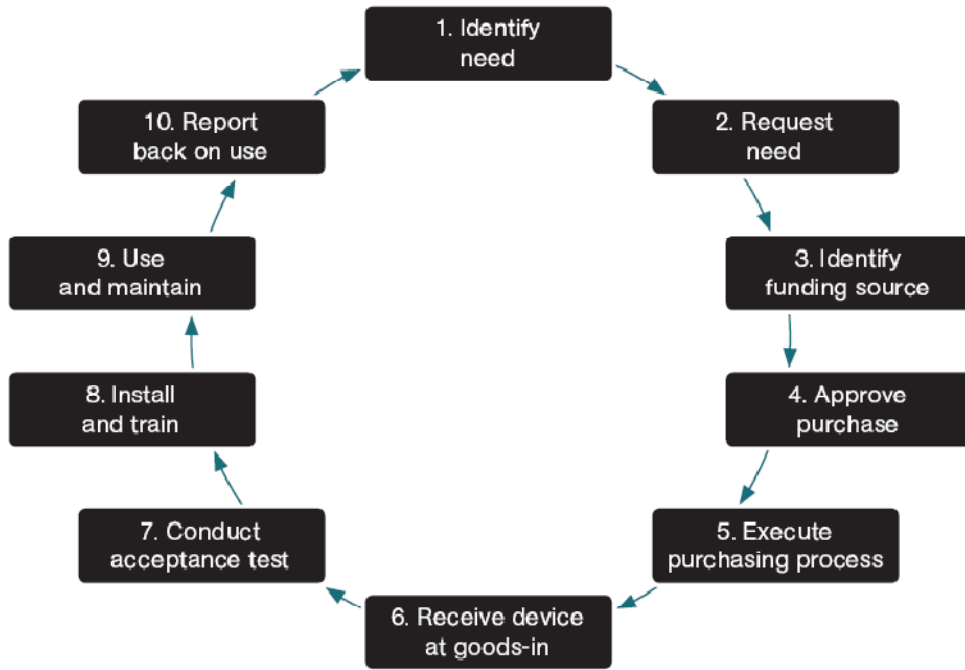 1. Identify
need
2. Request
need
3. Identify
funding source
4. Approve
purchase
5. Execute
purchasing process
6. Receive device
at goods-in
7. Conduct
acceptance test
8. Install
and train
9. Use
and maintain
10. Report
back on use